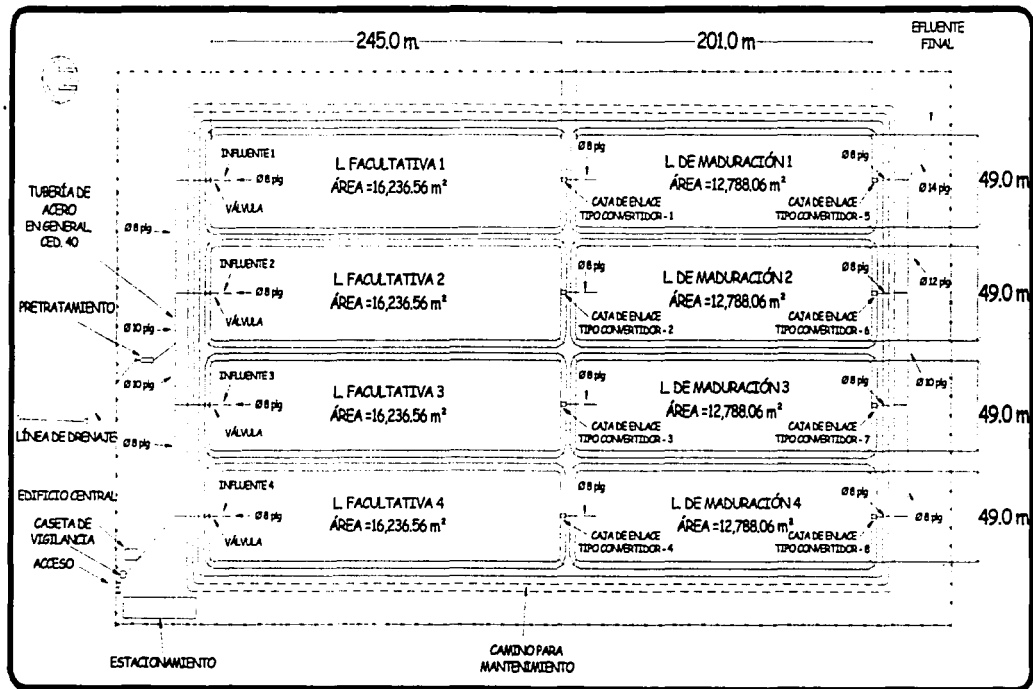 245.0 m
201.0 m
EFLUENTE
FINAL
TUBERÍA DE
ACERO
EN GENERAL,
CED. 40
Ø 8 plg
PRETRATAMIENTO
Ø 10 plg
Ø 10 plg
LÍNEA DE DRENAJE
Ø 8 plg
EDIFICIO CENTRAL
CASETA DE
VIGILANCIA
ACCESO
ESTACIONAMIENTO
CAMINO PARA
MANTENIMIENTO
INFLUENTE 1
Ø 8 plg
VÁLVULA
L. FACULTATIVA 1
ÁREA =16,236.56 m²
Ø 8 plg
CAJA DE ENLACE
TIPO CONVERTIDOR - 1
L. DE MADURACIÓN 1
ÁREA =12,788.06 m²
Ø 8 plg
CAJA DE ENLACE
TIPO CONVERTIDOR - 5
Ø 14 plg
49.0 m
INFLUENTE 2
Ø 8 plg
VÁLVULA
L. FACULTATIVA 2
ÁREA =16,236.56 m²
Ø 8 plg
CAJA DE ENLACE
TIPO CONVERTIDOR - 2
L. DE MADURACIÓN 2
ÁREA =12,788.06 m²
Ø 8 plg
CAJA DE ENLACE
TIPO CONVERTIDOR - 6
Ø 12 plg
49.0 m
INFLUENTE 3
Ø 8 plg
VÁLVULA
L. FACULTATIVA 3
ÁREA =16,236.56 m²
Ø 8 plg
CAJA DE ENLACE
TIPO CONVERTIDOR - 3
L. DE MADURACIÓN 3
ÁREA =12,788.06 m²
Ø 8 plg
CAJA DE ENLACE
TIPO CONVERTIDOR - 7
Ø 10 plg
49.0 m
INFLUENTE 4
Ø 8 plg
VÁLVULA
L. FACULTATIVA 4
ÁREA =16,236.56 m²
Ø 8 plg
CAJA DE ENLACE
TIPO CONVERTIDOR - 4
L. DE MADURACIÓN 4
ÁREA =12,788.06 m²
Ø 8 plg
CAJA DE ENLACE
TIPO CONVERTIDOR - 8
Ø 8 plg
49.0 m